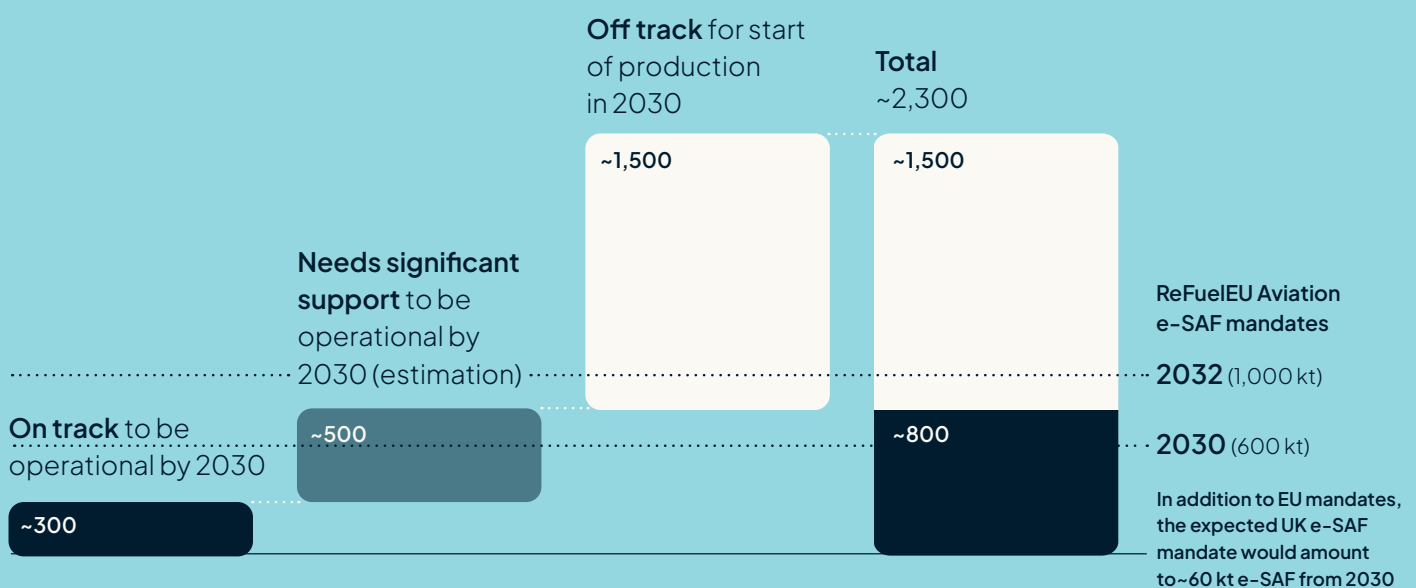 Off track for start
of production
in 2030
Total
~2,300
~1,500
~1,500
Needs significant
support to be
operational by
2030 (estimation)
ReFuelEU Aviation
e-SAF mandates
2032 (1,000 kt)
On track to be
operational by 2030
~500
~800
2030 (600 kt)
~300
In addition to EU mandates,
the expected UK e-SAF
mandate would amount
to~60 kt e-SAF from 2030